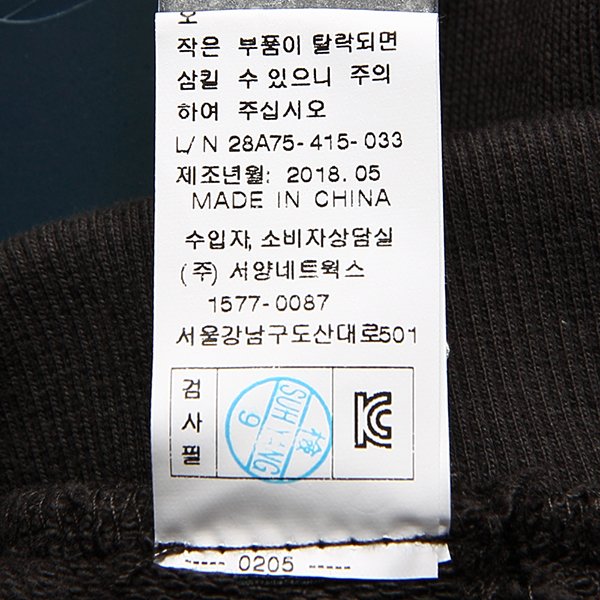 오
작은 부품이 탈락되면
삼킬 수 있으니 주의
하여 주십시오
L/N 28A75-415-033
제조년월: 2018.05
MADE IN CHINA
수입자, 소비자상담실
(주) 서양네트웍스
1577-0087
서울강남구도산대로501
검사필
檢
SUH YANG
9
KC
----- 0205 -----